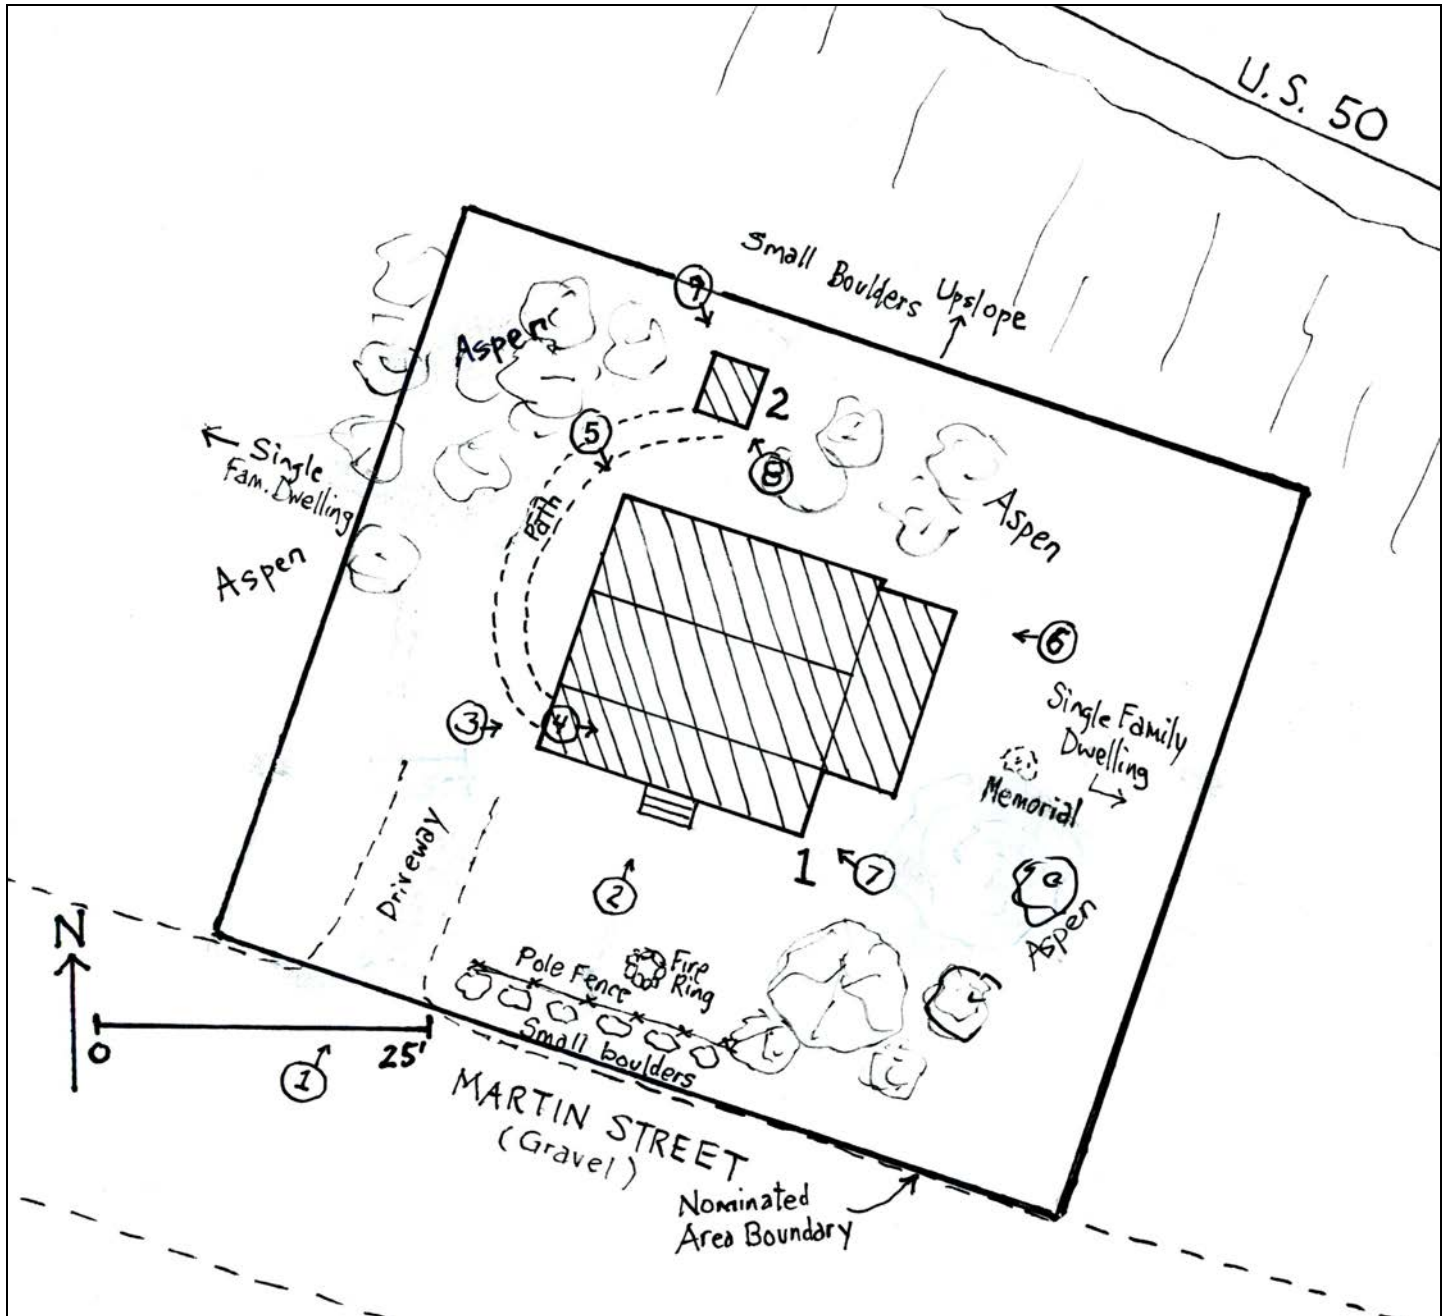 U.S. 50
Small Boulders
Upslope
9
Aspen
2
5
8
Single
Fam. Dwelling
Path
Aspen
Aspen
6
3
4
Single Family
Dwelling
Memorial
Driveway
1
7
2
Aspen
N
Pole Fence
Fire
Ring
0
25'
Small boulders
1
MARTIN STREET
(Gravel)
Nominated
Area Boundary